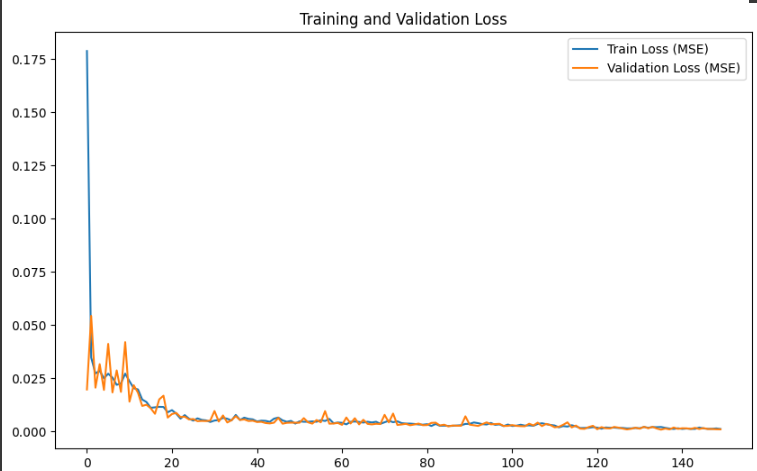 Training and Validation Loss
Train Loss (MSE)
Validation Loss (MSE)
0.175
0.150
0.125
0.100
0.075
0.050
0.025
0.000
0 20 40 60 80 100 120 140